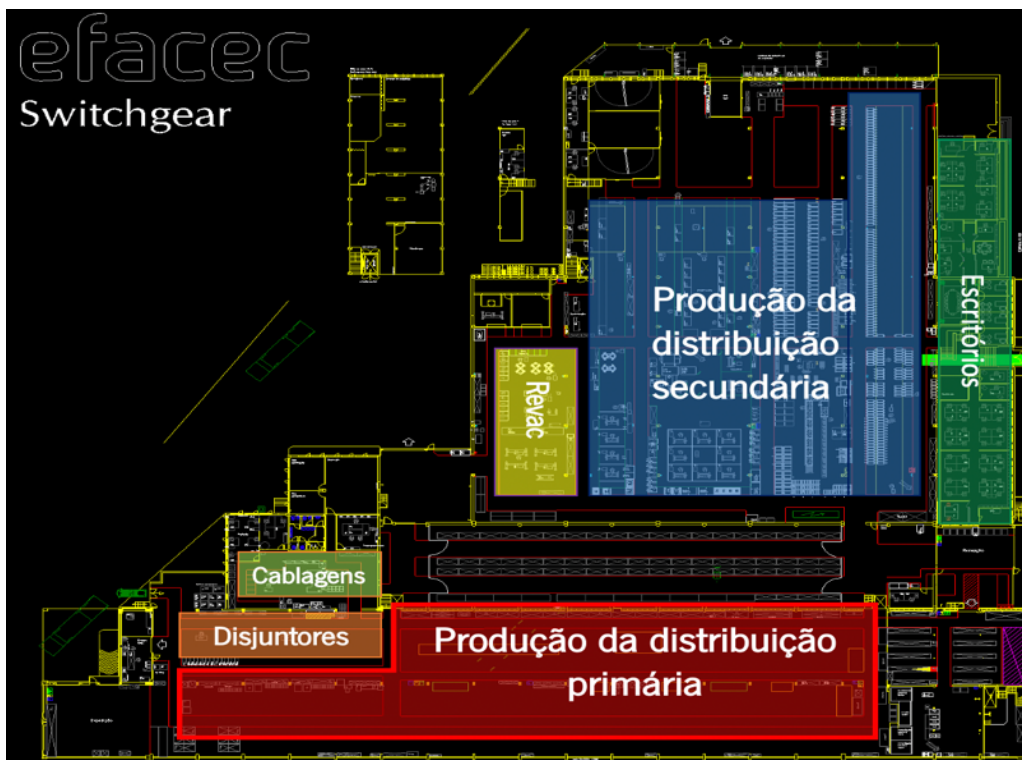 efacec
Switchgear
Produção da
distribuição
secundária
Escritórios
Revac
Cablagens
Disjuntores
Produção da distribuição
primária